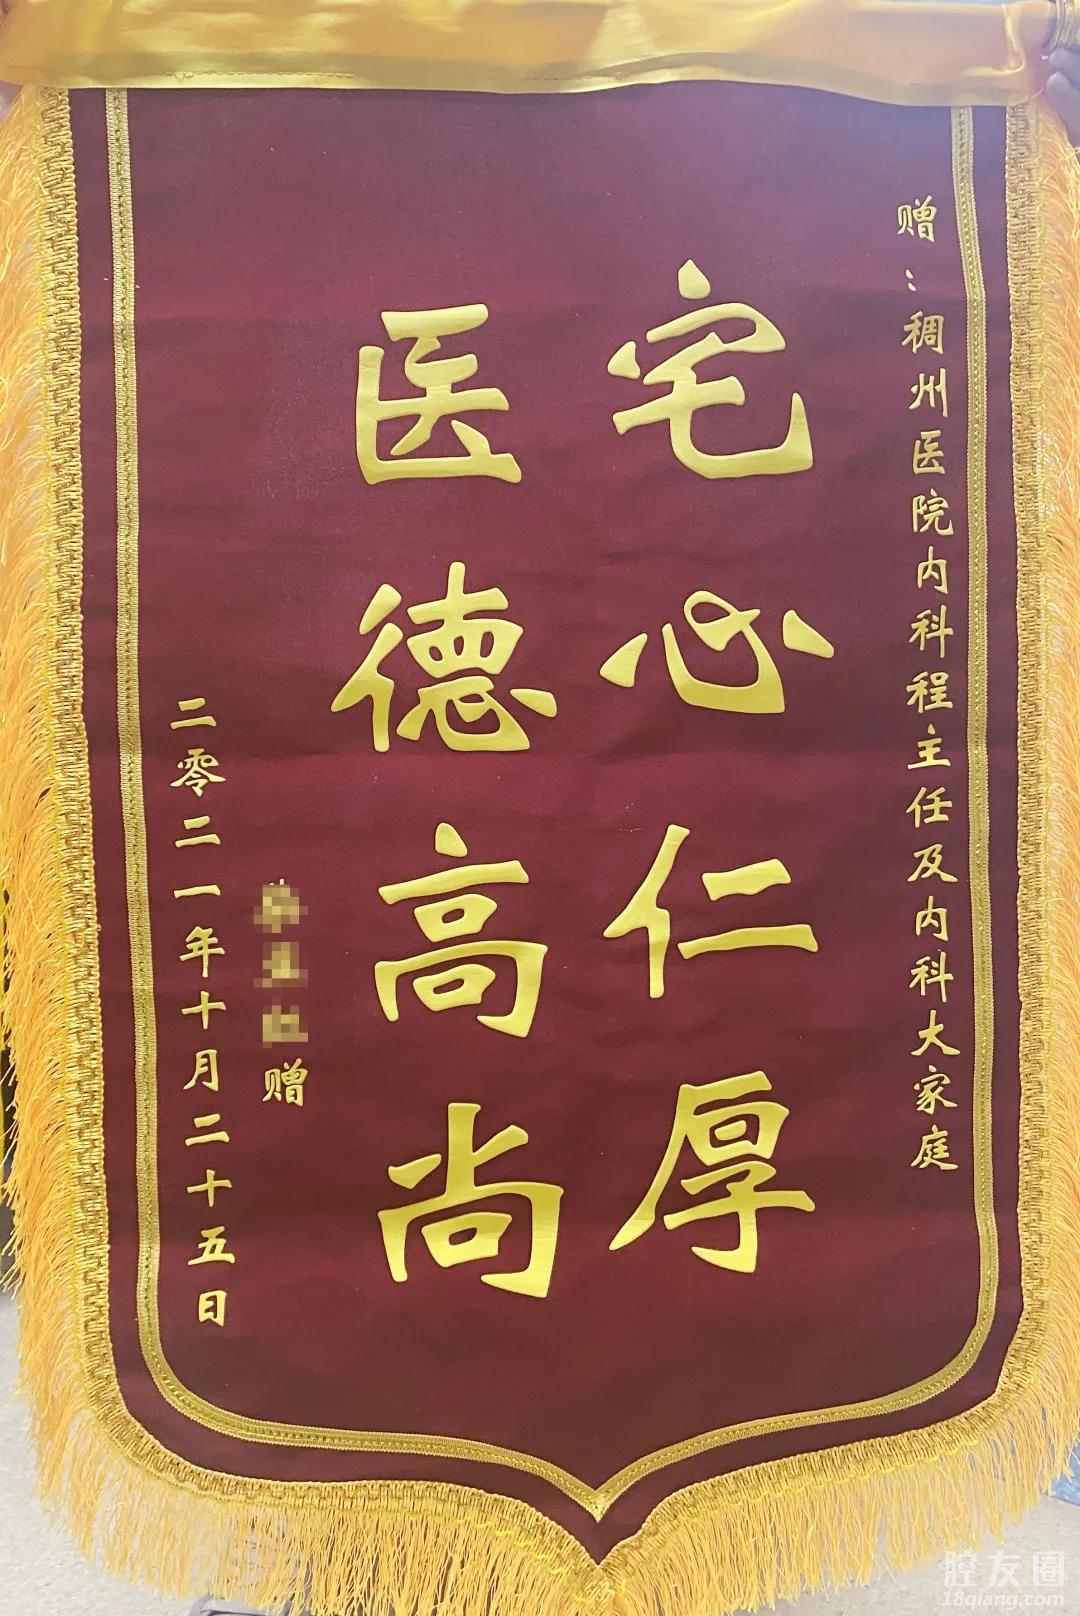 赠：稠州医院内科程主任及内科大家庭
宅心仁厚
医德高尚
赠
二零二一年十月二十五日
腔友圈
18qiang.com